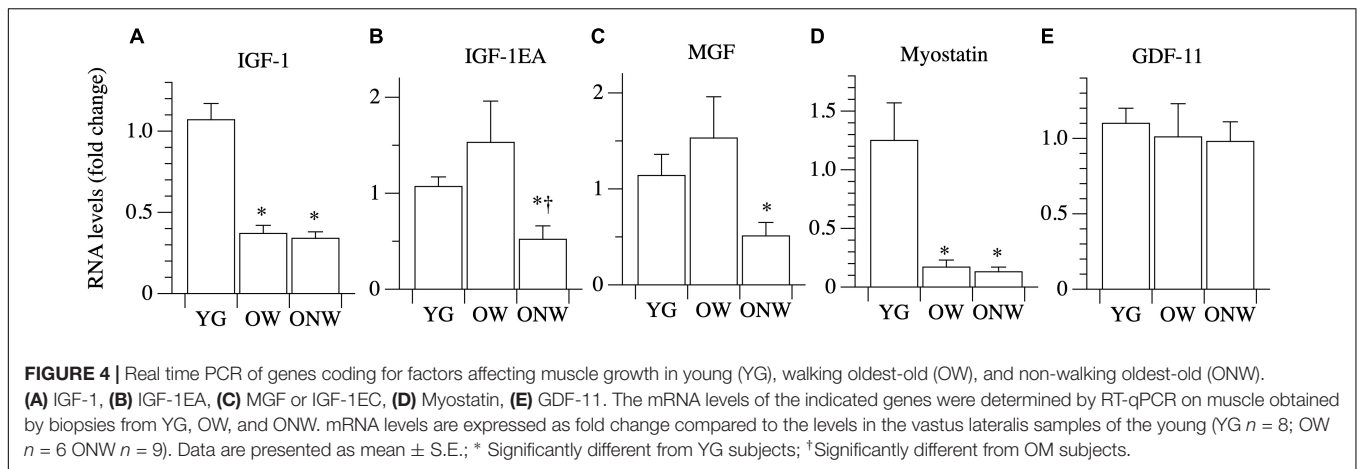 A B C D E
IGF-1 IGF-1EA MGF Myostatin GDF-11
RNA levels (fold change)
1.0
0.5
0
* *
YG OW ONW
2
1
0
*†
YG OW ONW
2
1
0
*
YG OW ONW
1.5
1.0
0.5
0
* *
YG OW ONW
1.0
0.5
0
YG OW ONW
FIGURE 4 | Real time PCR of genes coding for factors affecting muscle growth in young (YG), walking oldest-old (OW), and non-walking oldest-old (ONW).
(A) IGF-1, (B) IGF-1EA, (C) MGF or IGF-1EC, (D) Myostatin, (E) GDF-11. The mRNA levels of the indicated genes were determined by RT-qPCR on muscle obtained
by biopsies from YG, OW, and ONW. mRNA levels are expressed as fold change compared to the levels in the vastus lateralis samples of the young (YG n = 8; OW
n = 6 ONW n = 9). Data are presented as mean ± S.E.; * Significantly different from YG subjects; †Significantly different from OM subjects.